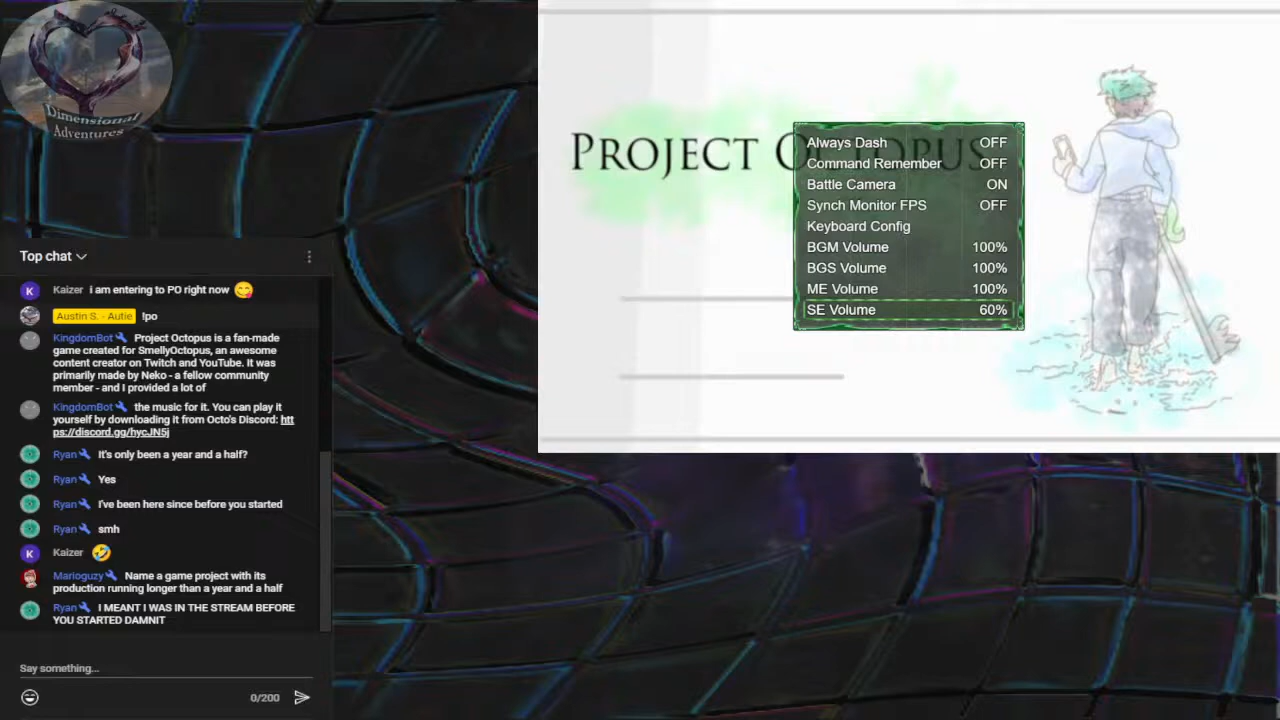 Dimensional
Adventures
PROJECT OCTOPUS
Always Dash OFF
Command Remember OFF
Battle Camera ON
Synch Monitor FPS OFF
Keyboard Config
BGM Volume 100%
BGS Volume 100%
ME Volume 100%
SE Volume 60%
Top chat
K Kaizer i am entering to PO right now 😋
Austin S. - Autie !po
KingdomBot Project Octopus is a fan-made
game created for SmellyOctopus, an awesome
content creator on Twitch and YouTube. It was
primarily made by Neko - a fellow community
member - and I provided a lot of
KingdomBot the music for it. You can play it
yourself by downloading it from Octo's Discord: htt
ps://discord.gg/hycJN5j
Ryan It's only been a year and a half?
Ryan Yes
Ryan I've been here since before you started
Ryan smh
K Kaizer 🤣
Marioguzy Name a game project with its
production running longer than a year and a half
Ryan I MEANT I WAS IN THE STREAM BEFORE
YOU STARTED DAMNIT
Say something...
0/200